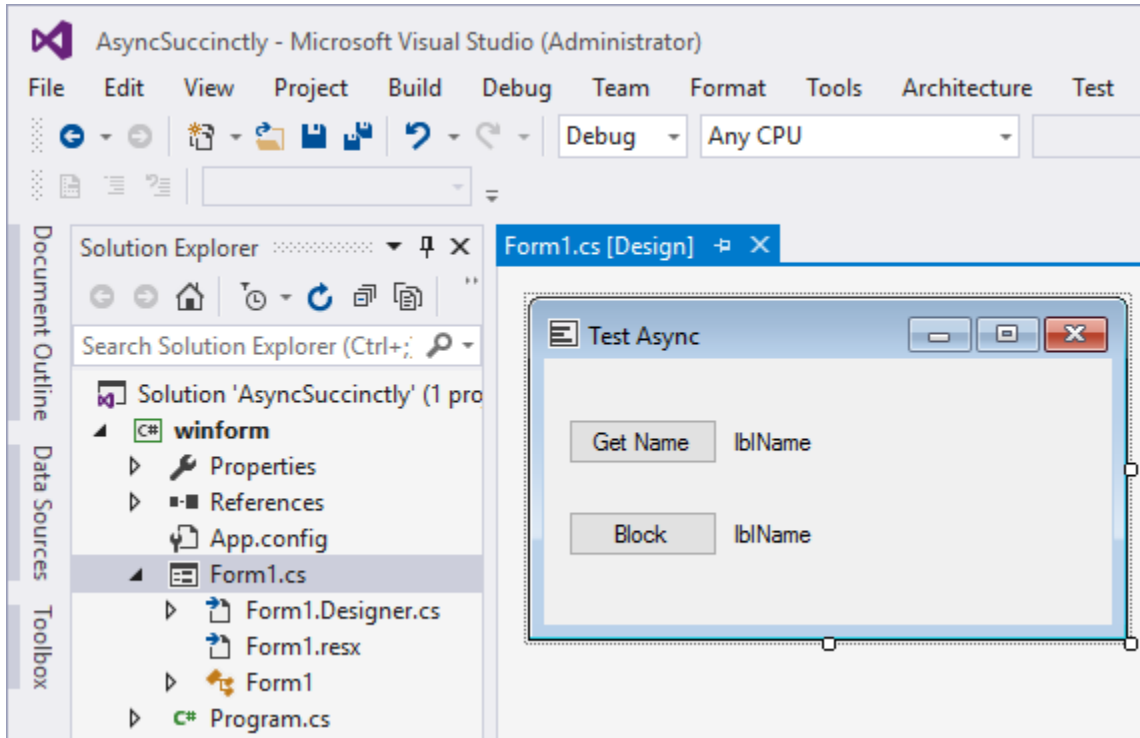 AsyncSuccinctly - Microsoft Visual Studio (Administrator)
File Edit View Project Build Debug Team Format Tools Architecture Test
Debug Any CPU
Document Outline
Data Sources
Toolbox
Solution Explorer
Search Solution Explorer (Ctrl+;
Solution 'AsyncSuccinctly' (1 pro
C# winform
Properties
References
App.config
Form1.cs
Form1.Designer.cs
Form1.resx
Form1
C# Program.cs
Form1.cs [Design]
Test Async
Get Name lblName
Block lblName